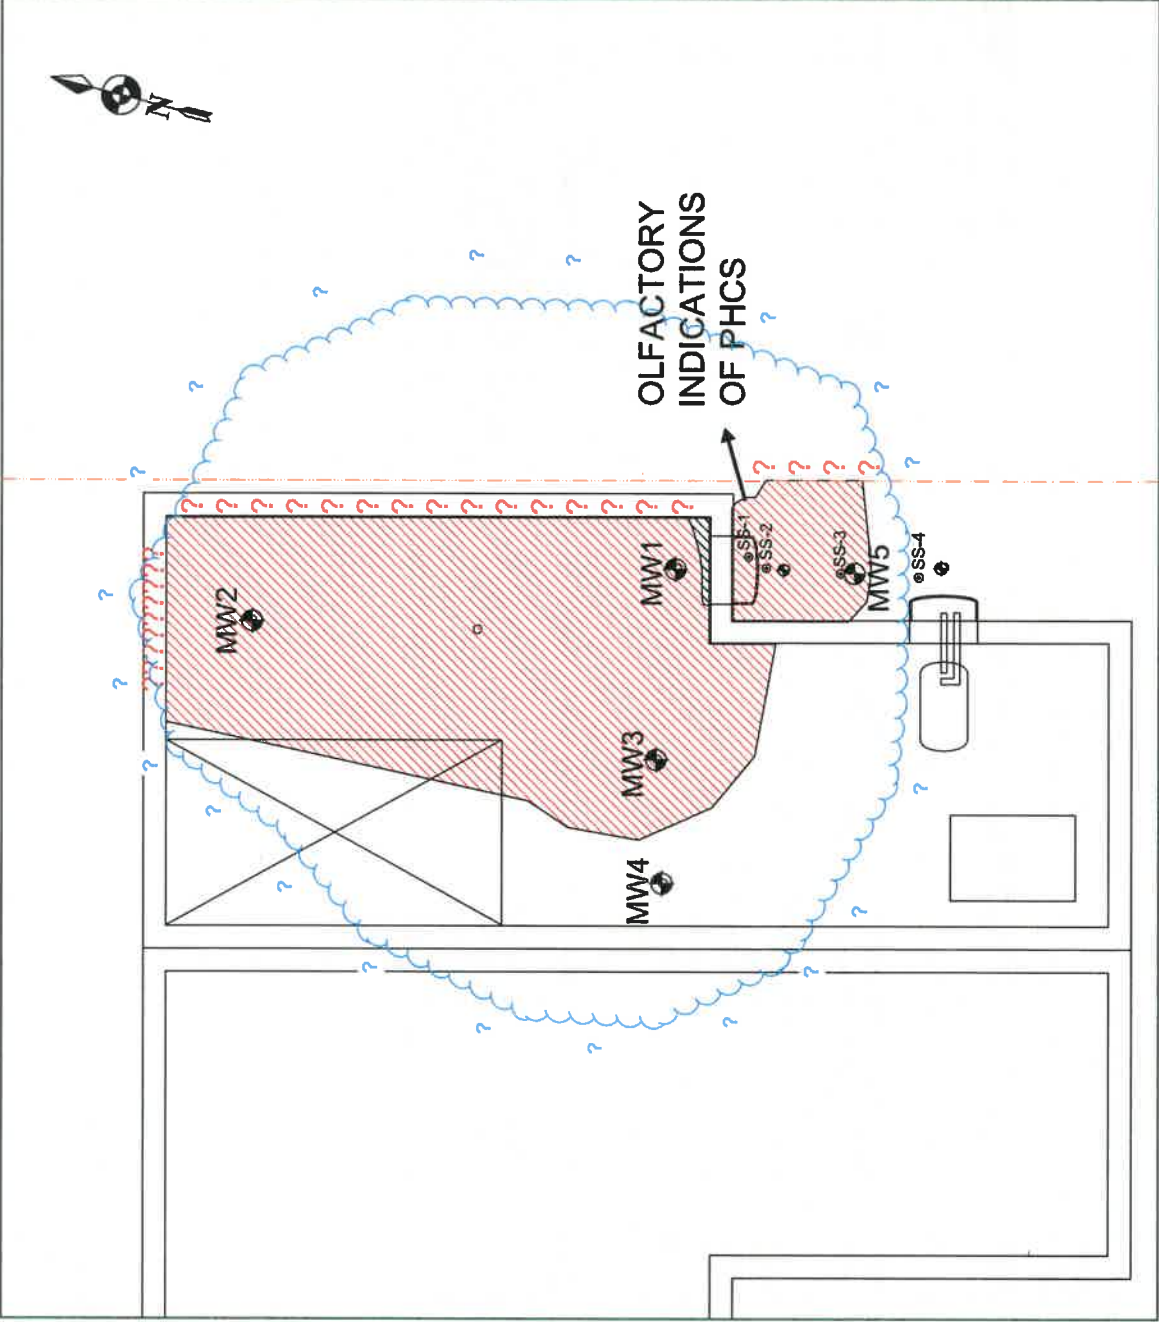 N
OLFACTORY
INDICATIONS
OF PHCS
MW2
MW1
SS-1
SS-2
SS-3
MW5
SS-4
MW3
MW4
? ? ? ? ? ? ? ? ? ? ? ? ? ? ?
? ? ? ?